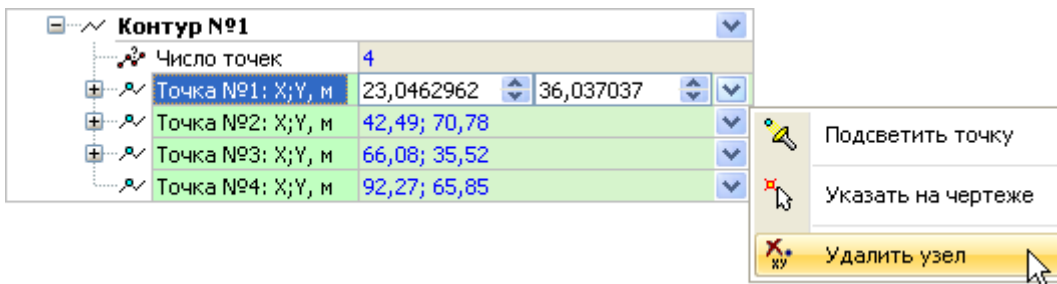 Контур №1
Число точек 4
Точка №1: X;Y, м 23,0462962 36,037037
Точка №2: X;Y, м 42,49; 70,78
Точка №3: X;Y, м 66,08; 35,52
Точка №4: X;Y, м 92,27; 65,85
Подсветить точку
Указать на чертеже
XY Удалить узел